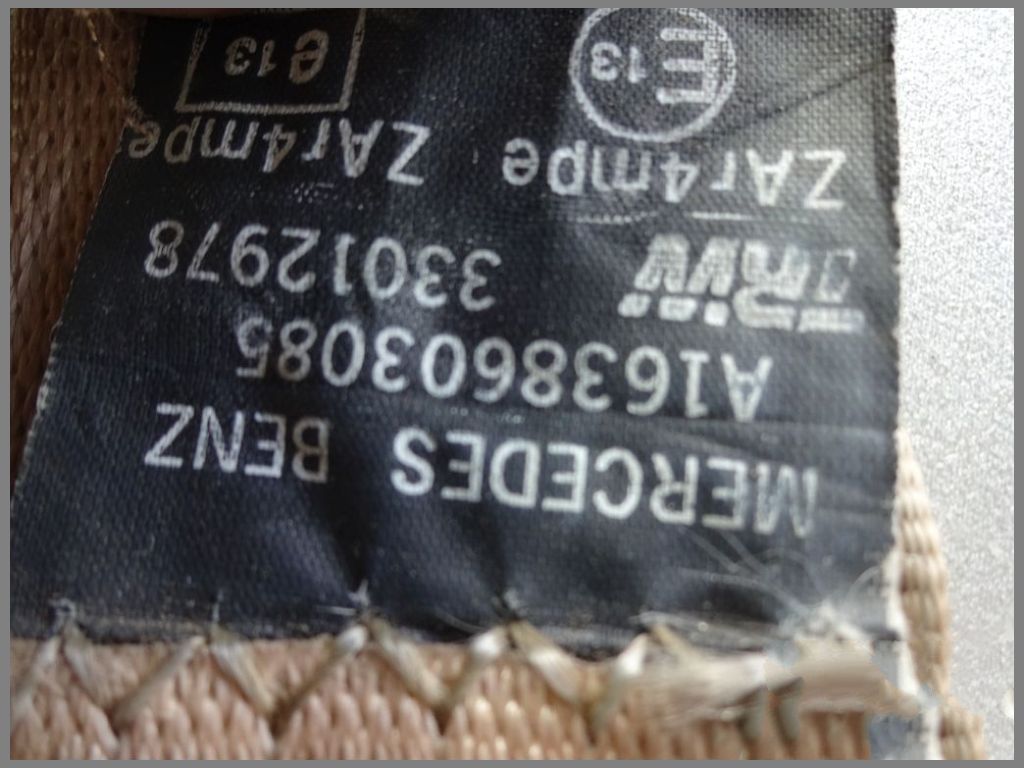 MERCEDES BENZ
A1638603085
TRW 33012978
ZAr4mpe ZAr4mpe
E13 e13